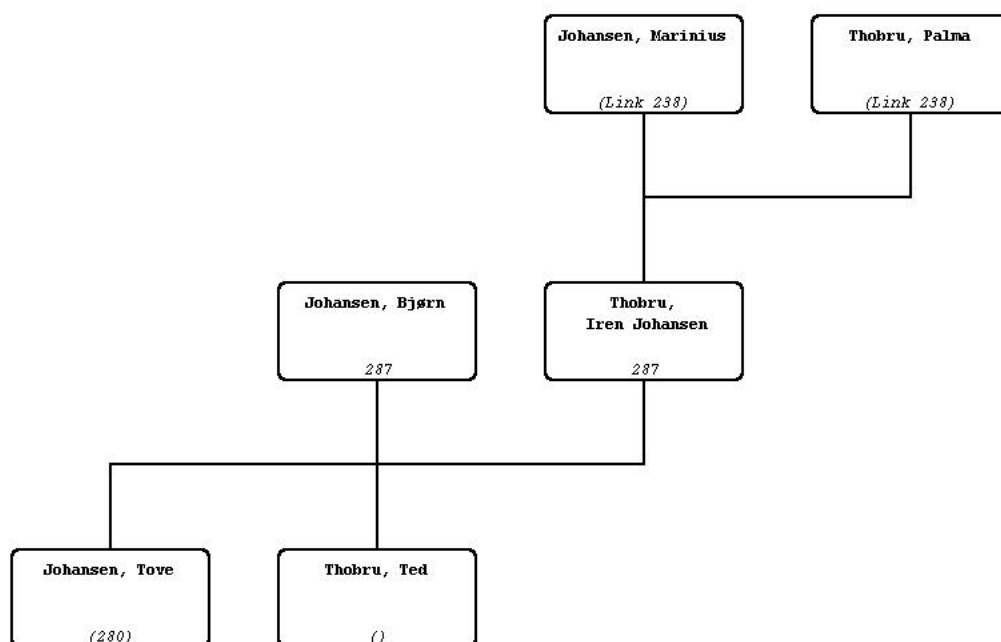 Johansen, Marinius
Thobru, Palma
(Link 238)
(Link 238)
Johansen, Bjørn
Thobru,
Iren Johansen
287
287
Johansen, Tove
Thobru, Ted
(280)
()